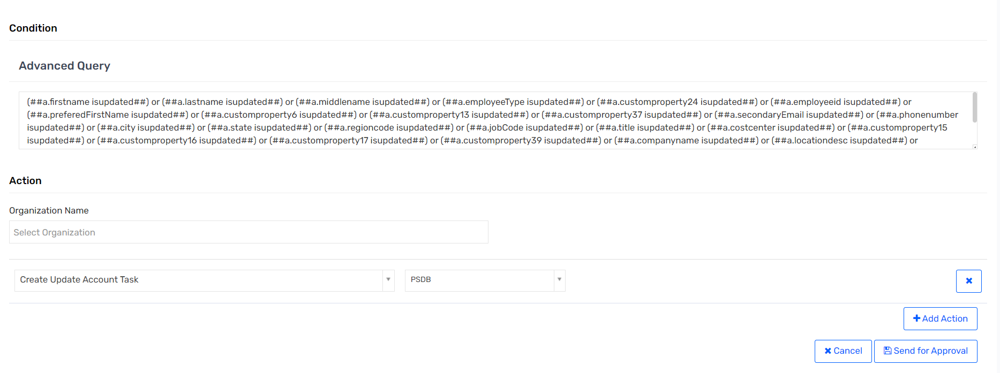 Condition
Advanced Query
(##a.firstname isupdated##) or (##a.lastname isupdated##) or (##a.middlename isupdated##) or (##a.employeeType isupdated##) or (##a.customproperty24 isupdated##) or (##a.employeeid isupdated##) or
(##a.preferedFirstName isupdated##) or (##a.customproperty6 isupdated##) or (##a.customproperty13 isupdated##) or (##a.customproperty37 isupdated##) or (##a.secondaryEmail isupdated##) or (##a.phonenumber
isupdated##) or (##a.city isupdated##) or (##a.state isupdated##) or (##a.regioncode isupdated##) or (##a.jobCode isupdated##) or (##a.title isupdated##) or (##a.costcenter isupdated##) or (##a.customproperty15
isupdated##) or (##a.customproperty16 isupdated##) or (##a.customproperty17 isupdated##) or (##a.customproperty39 isupdated##) or (##a.companyname isupdated##) or (##a.locationdesc isupdated##) or
Action
Organization Name
Select Organization
Create Update Account Task
PSDB
Add Action
Cancel
Send for Approval